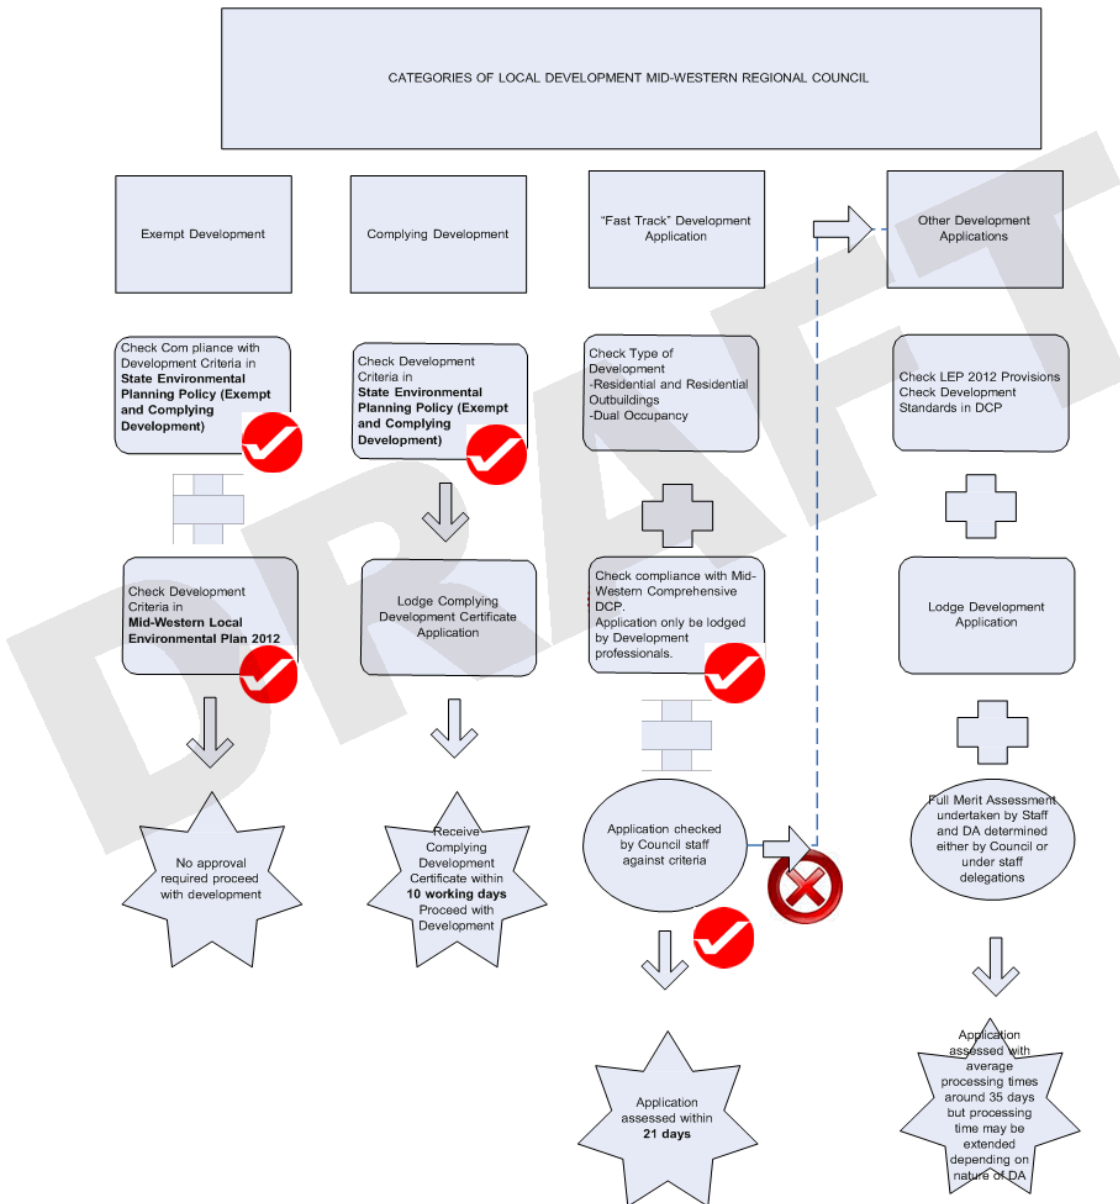 CATEGORIES OF LOCAL DEVELOPMENT MID-WESTERN REGIONAL COUNCIL
Exempt Development
Complying Development
"Fast Track" Development
Application
Other Development
Applications
Check Com pliance with
Development Criteria in
State Environmental
Planning Policy (Exempt
and Complying
Development)
Check Development
Criteria in
State Environmental
Planning Policy (Exempt
and Complying
Development)
Check Type of
Development
-Residential and Residential
Outbuildings
-Dual Occupancy
Check LEP 2012 Provisions
Check Development
Standards in DCP
Check Development
Criteria in
Mid-Western Local
Environmental Plan 2012
Lodge Complying
Development Certificate
Application
Check compliance with Mid-
Western Comprehensive
DCP.
Application only be lodged
by Development
professionals.
Lodge Development
Application
No approval
required proceed
with development
Receive
Complying
Development
Certificate within
10 working days
Proceed with
Development
Application checked
by Council staff
against criteria
Full Merit Assessment
undertaken by Staff
and DA determined
either by Council or
under staff
delegations
Application
assessed within
21 days
Application
assessed with
average
processing times
around 35 days
but processing
time may be
extended
depending on
nature of DA
DRAFT